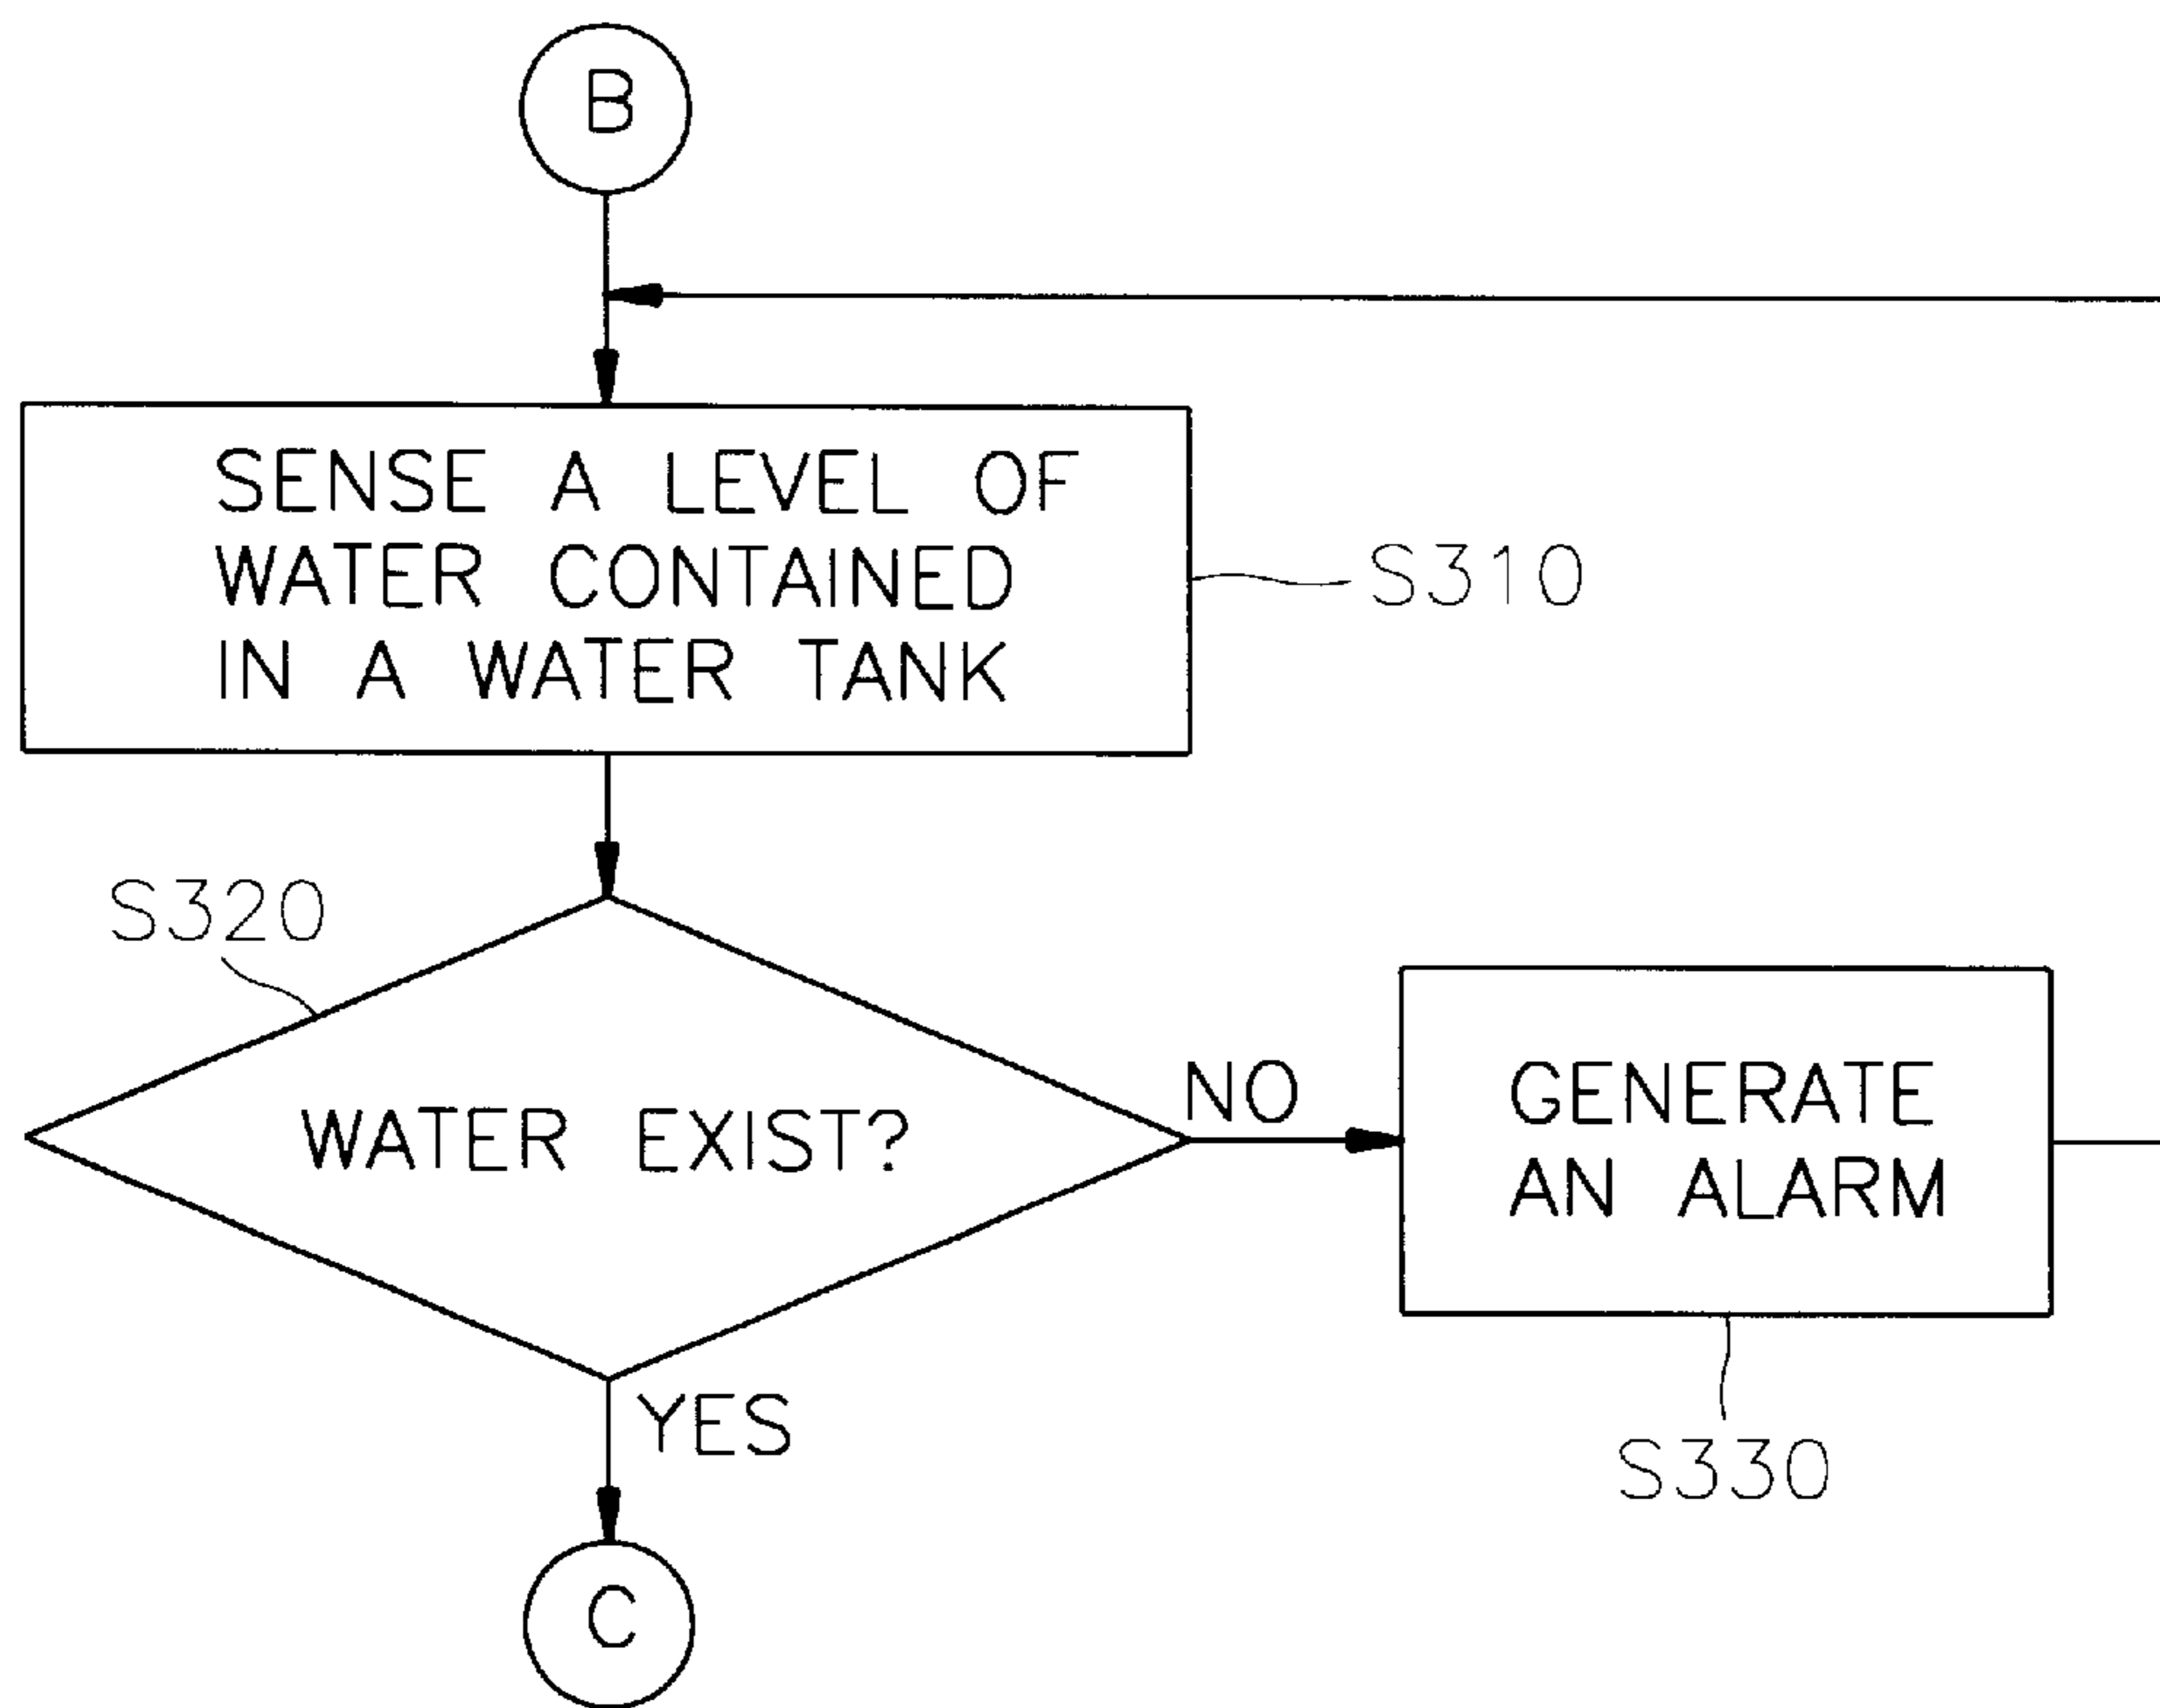 B
SENSE A LEVEL OF
WATER CONTAINED
IN A WATER TANK
S310
S320
WATER EXIST?
NO
GENERATE
AN ALARM
YES
S330
C